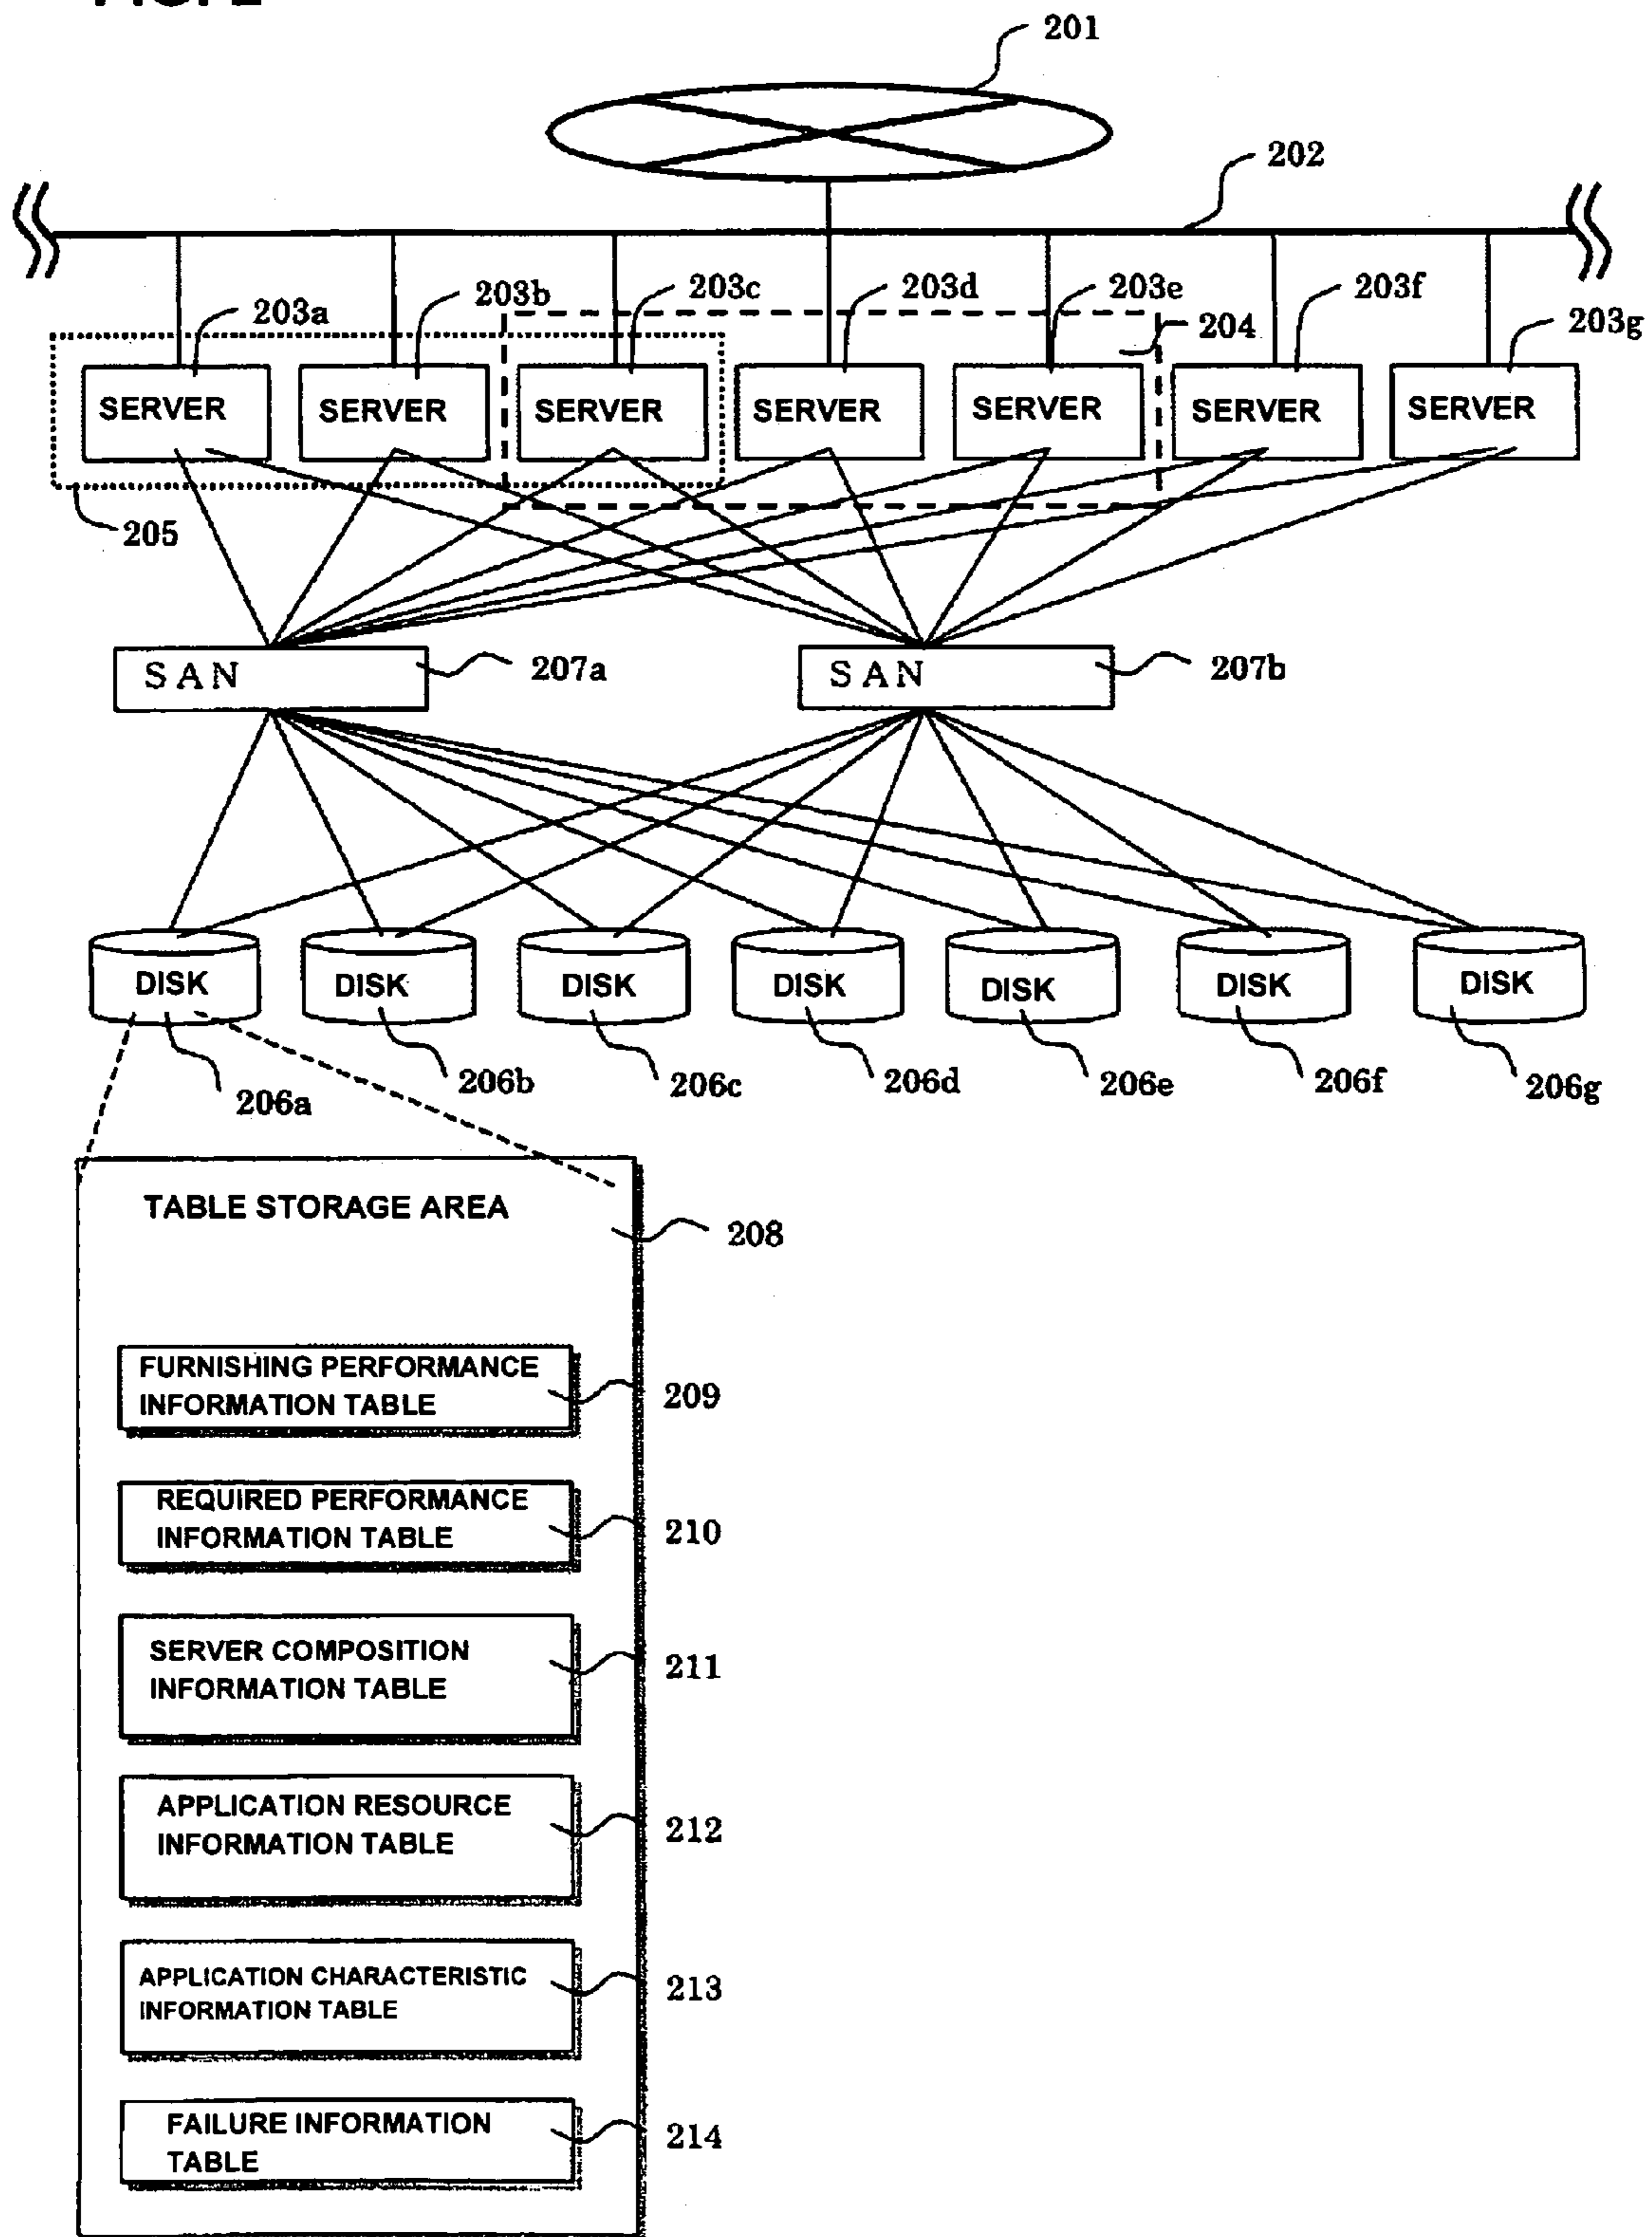 201
202
203a
203b
203c
203d
203e
203f
203g
204
SERVER
SERVER
SERVER
SERVER
SERVER
SERVER
SERVER
205
SAN
207a
SAN
207b
DISK
DISK
DISK
DISK
DISK
DISK
DISK
206a
206b
206c
206d
206e
206f
206g
TABLE STORAGE AREA
208
FURNISHING PERFORMANCE
INFORMATION TABLE
209
REQUIRED PERFORMANCE
INFORMATION TABLE
210
SERVER COMPOSITION
INFORMATION TABLE
211
APPLICATION RESOURCE
INFORMATION TABLE
212
APPLICATION CHARACTERISTIC
INFORMATION TABLE
213
FAILURE INFORMATION
TABLE
214